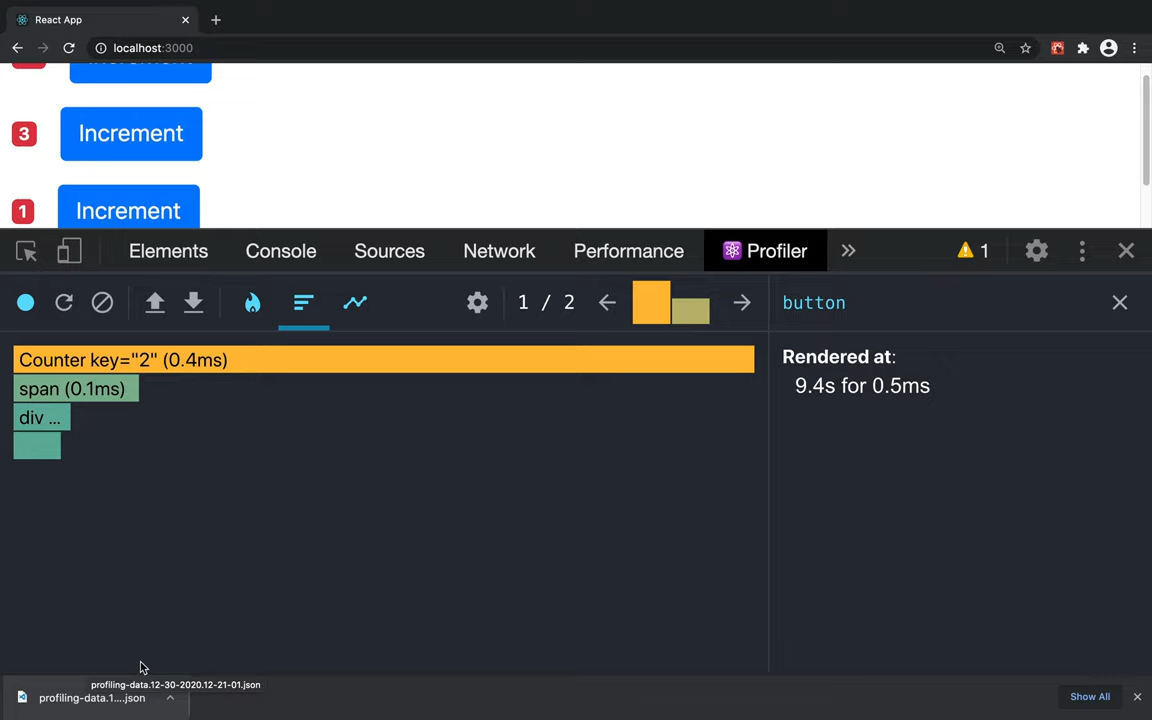 React App
localhost:3000
Increment
3 Increment
1 Increment
Elements Console Sources Network Performance Profiler 1
1 / 2
button
Counter key="2" (0.4ms)
span (0.1ms)
div ...
Rendered at:
9.4s for 0.5ms
profiling-data.12-30-2020.12-21-01.json
profiling-data.1....json
Show All